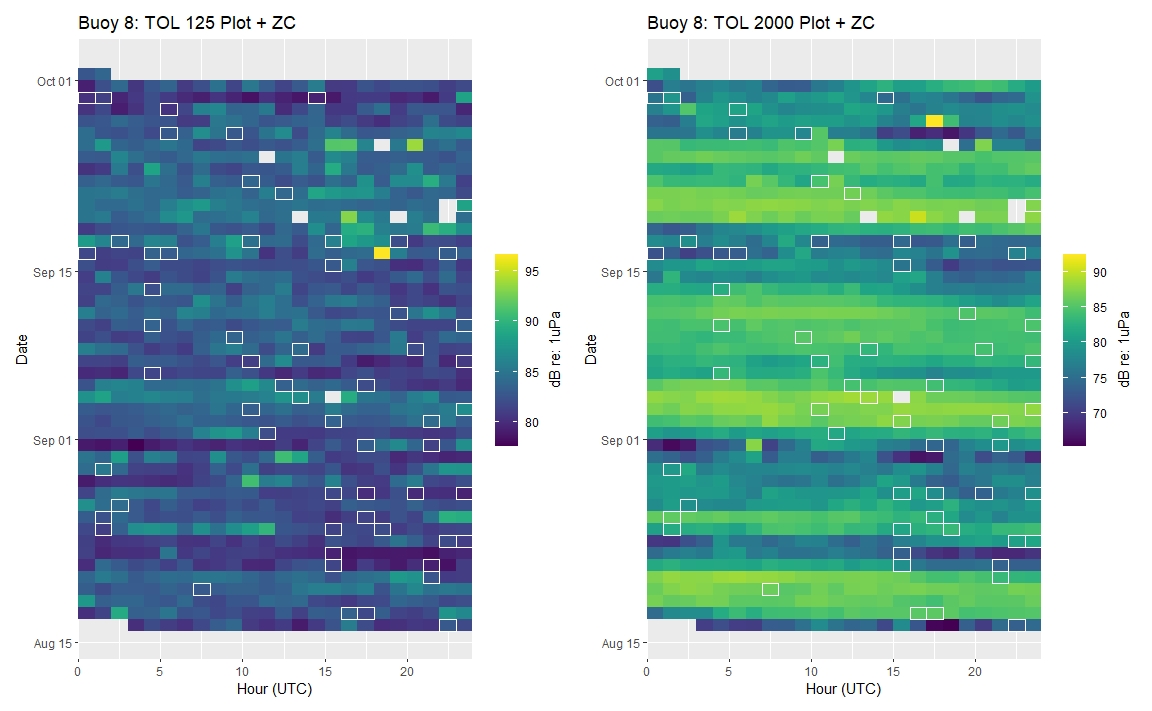 Buoy 8: TOL 125 Plot + ZC
Oct 01
Sep 15
Sep 01
Aug 15
Date
0 5 10 15 20
Hour (UTC)
95
90
85
80
dB re: 1uPa
Buoy 8: TOL 2000 Plot + ZC
Oct 01
Sep 15
Sep 01
Aug 15
Date
0 5 10 15 20
Hour (UTC)
90
85
80
75
70
dB re: 1uPa